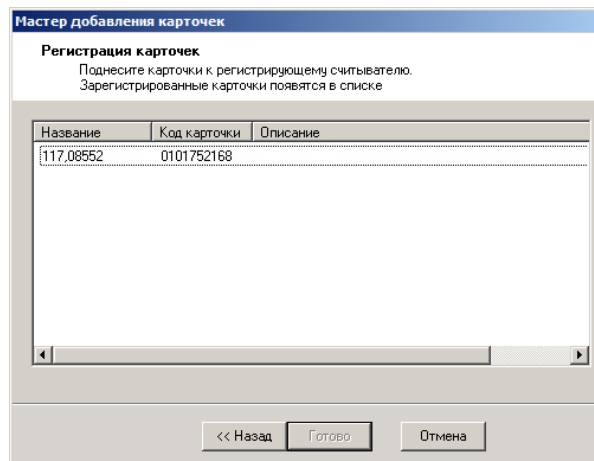 Мастер добавления карточек
Регистрация карточек
Поднесите карточки к регистрирующему считывателю.
Зарегистрированные карточки появятся в списке
Название Код карточки Описание
117,08552 0101752168
<< Назад Готово Отмена